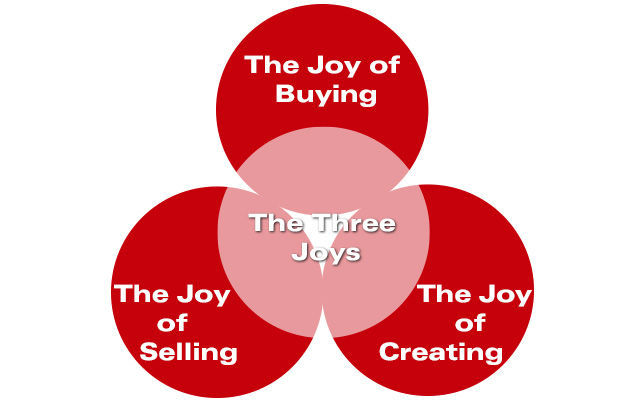 The Joy of
Buying
The Three
Joys
The Joy
of
Selling
The Joy
of
Creating